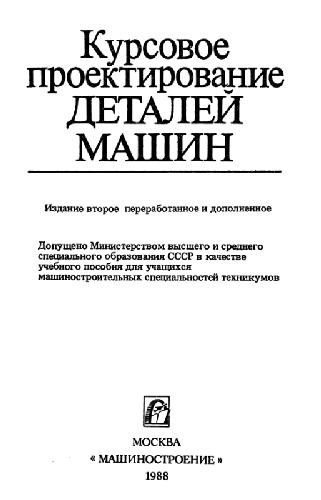 Курсовое
проектирование
ДЕТАЛЕЙ
МАШИН
Издание второе переработанное и дополненное
Допущено Министерством высшего и среднего
специального образования СССР в качестве
учебного пособия для учащихся
машиностроительных специальностей техникумов
МОСКВА
« МАШИНОСТРОЕНИЕ »
1988